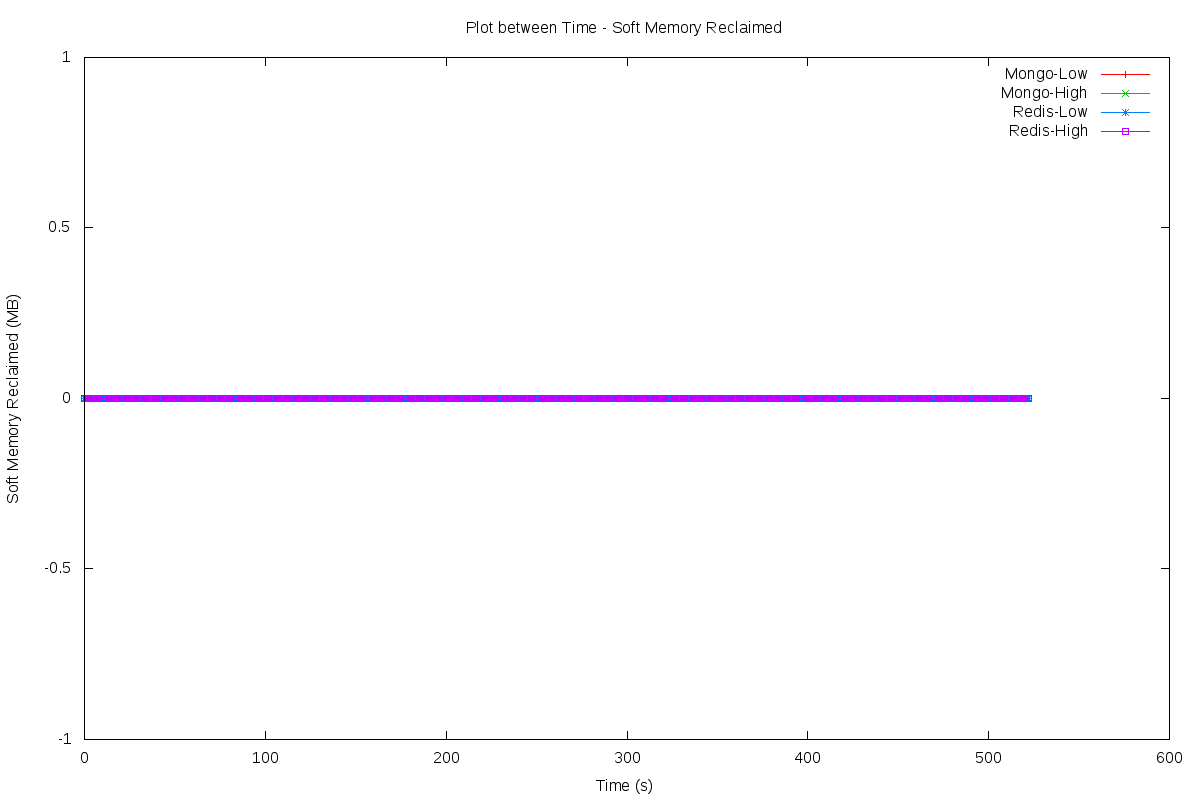 Plot between Time - Soft Memory Reclaimed
1
Mongo-Low
Mongo-High
Redis-Low
Redis-High
0.5
Soft Memory Reclaimed (MB)
0
-0.5
-1
0 100 200 300 400 500 600
Time (s)